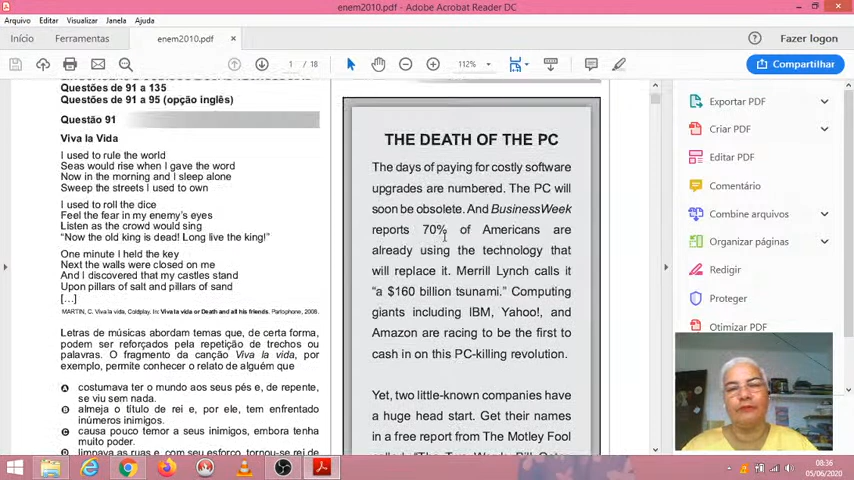 enem2010.pdf - Adobe Acrobat Reader DC
Arquivo Editar Visualizar Janela Ajuda
Início Ferramentas enem2010.pdf × Fazer logon
1 / 18 112% Compartilhar
Questões de 91 a 135
Questões de 91 a 95 (opção inglês)
Questão 91
Viva la Vida
I used to rule the world
Seas would rise when I gave the word
Now in the morning and I sleep alone
Sweep the streets I used to own
I used to roll the dice
Feel the fear in my enemy's eyes
Listen as the crowd would sing
“Now the old king is dead! Long live the king!”
One minute I held the key
Next the walls were closed on me
And I discovered that my castles stand
Upon pillars of salt and pillars of sand
[...]
MARTIN, C. Viva la vida, Coldplay. In: Viva la vida or Death and all his friends. Parlophone, 2008.
Letras de músicas abordam temas que, de certa forma,
podem ser reforçados pela repetição de trechos ou
palavras. O fragmento da canção Viva la vida, por
exemplo, permite conhecer o relato de alguém que
A costumava ter o mundo aos seus pés e, de repente,
se viu sem nada.
B almeja o título de rei e, por ele, tem enfrentado
inúmeros inimigos.
C causa pouco temor a seus inimigos, embora tenha
muito poder.
D limpava as ruas e, com seu esforço, tornou-se rei de
THE DEATH OF THE PC
The days of paying for costly software
upgrades are numbered. The PC will
soon be obsolete. And BusinessWeek
reports 70% of Americans are
already using the technology that
will replace it. Merrill Lynch calls it
“a $160 billion tsunami.” Computing
giants including IBM, Yahoo!, and
Amazon are racing to be the first to
cash in on this PC-killing revolution.
Yet, two little-known companies have
a huge head start. Get their names
in a free report from The Motley Fool
Exportar PDF
Criar PDF
Editar PDF
Comentário
Combine arquivos
Organizar páginas
Redigir
Proteger
Otimizar PDF
08:36
05/06/2020